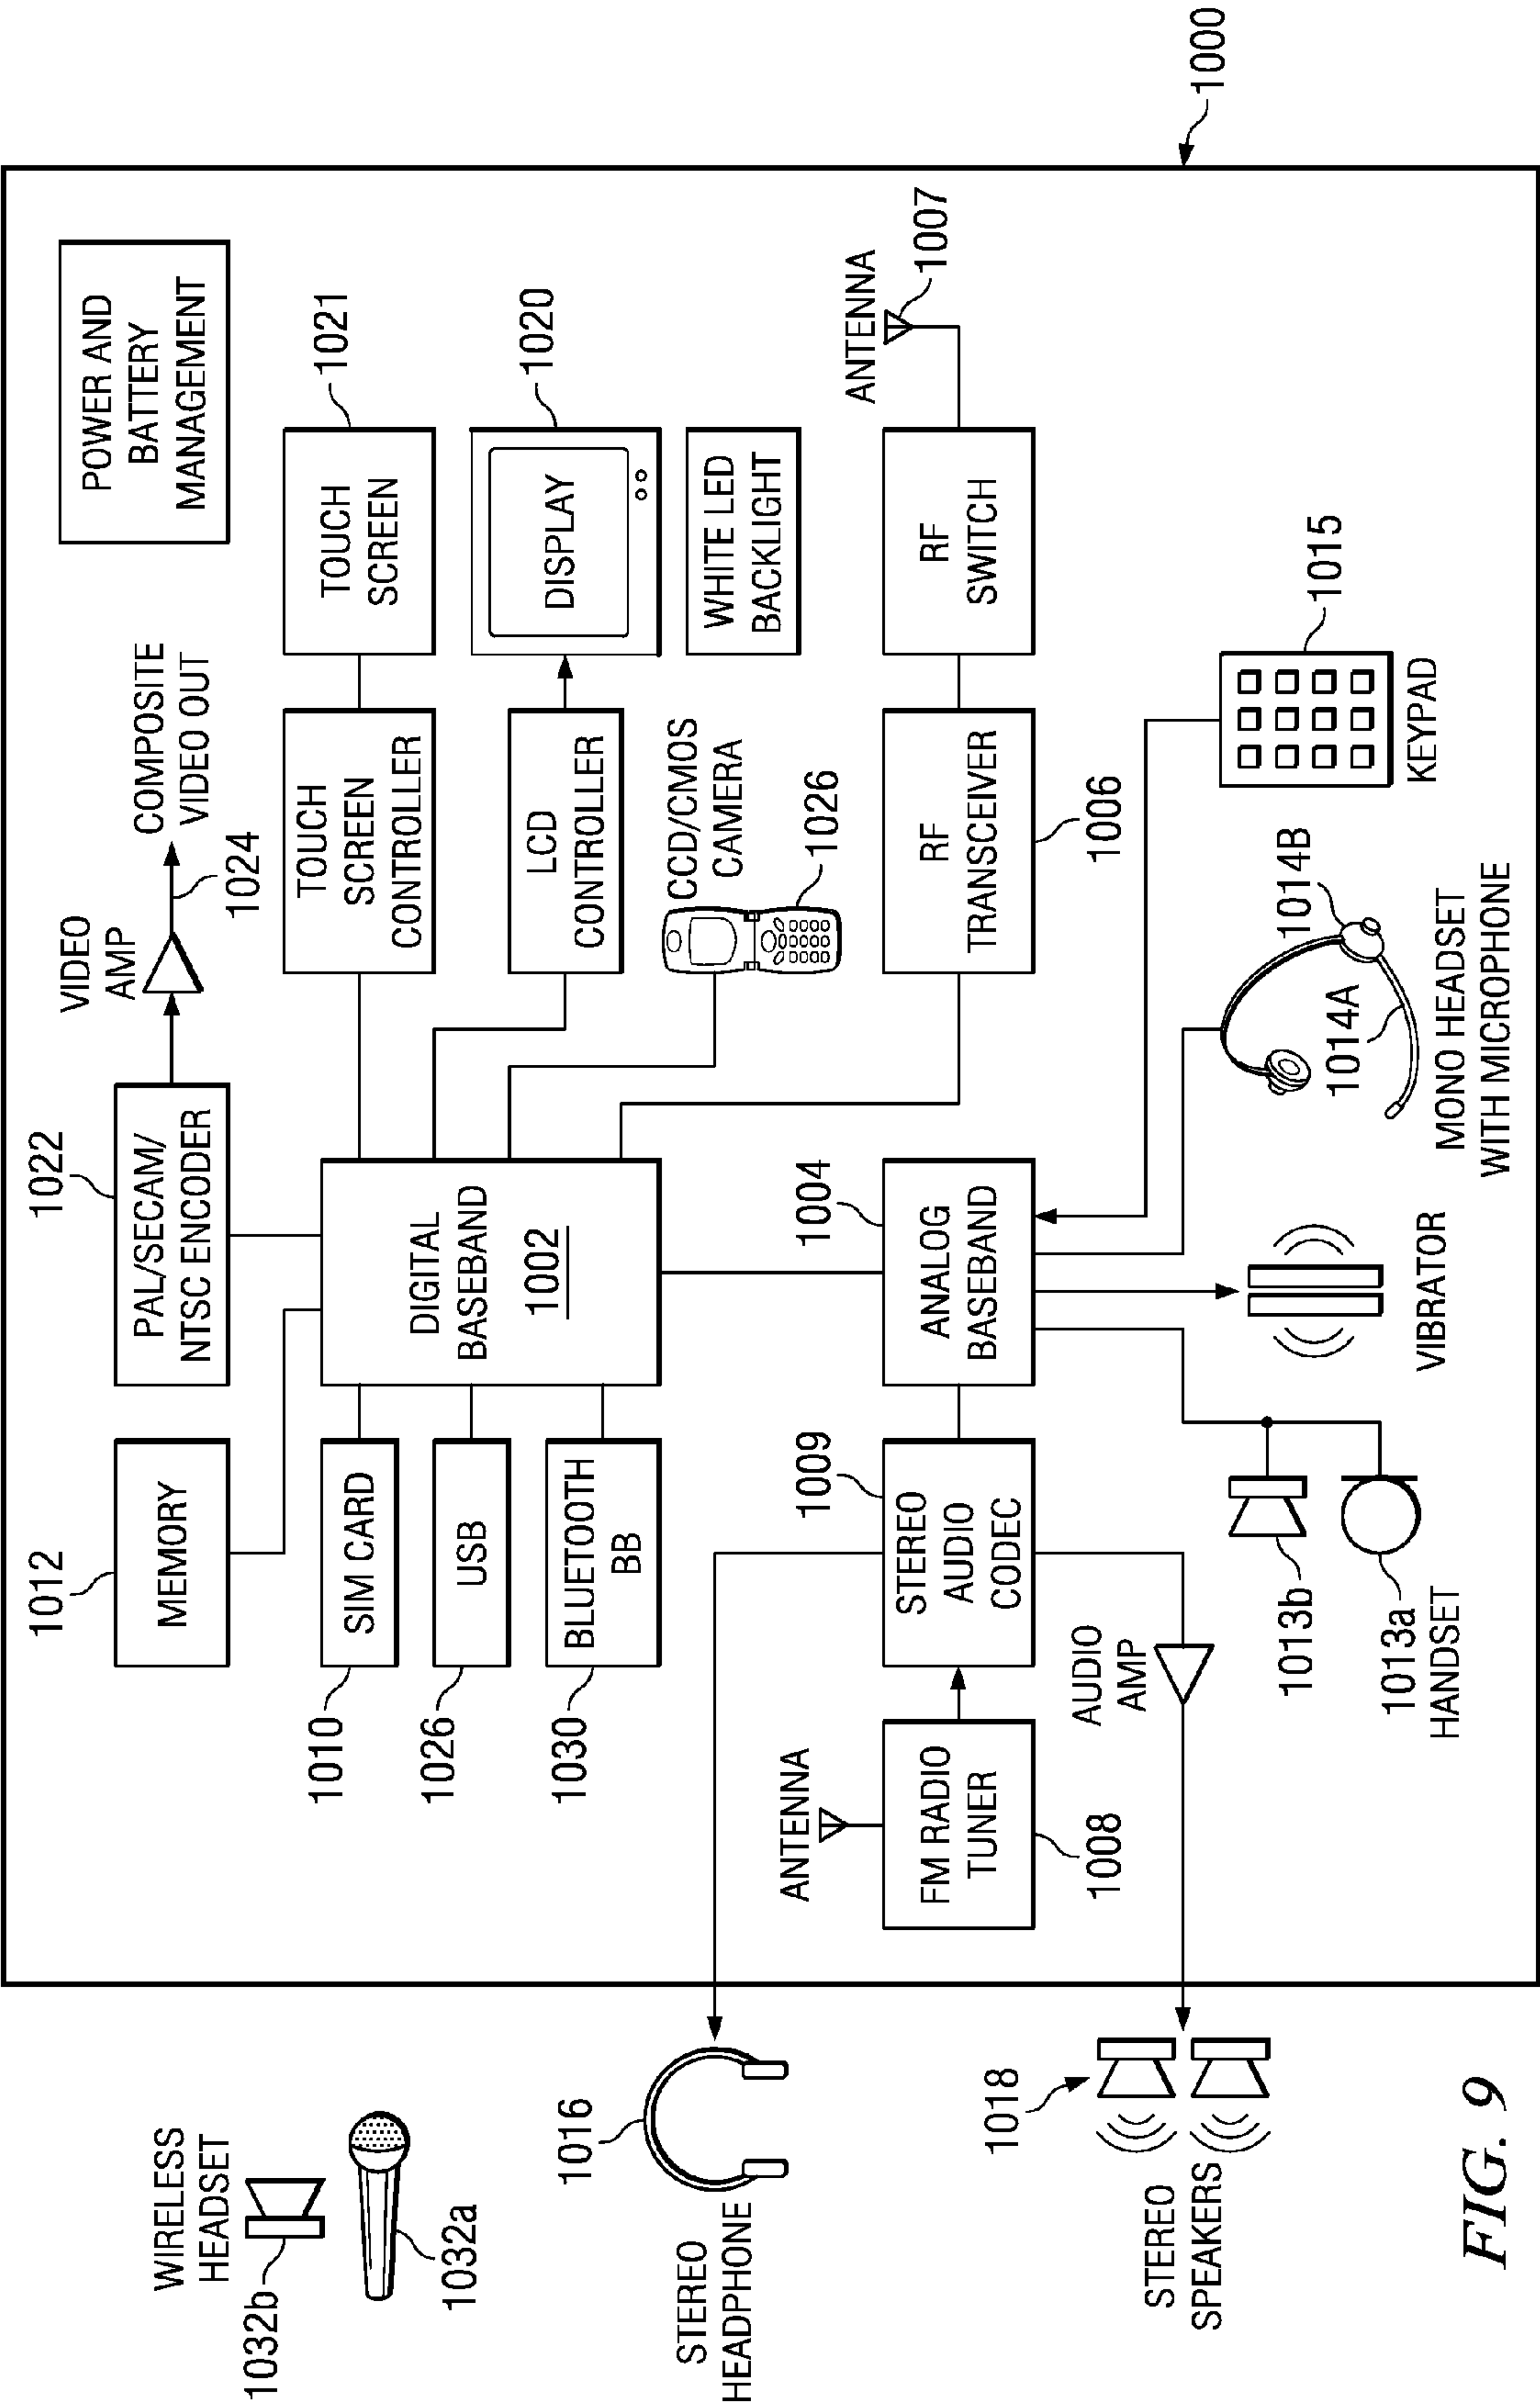 1012
1022
VIDEO
AMP
COMPOSITE
VIDEO OUT
1024
POWER AND
BATTERY
MANAGEMENT
MEMORY
PAL/SECAM/
NTSC ENCODER
WIRELESS
HEADSET
1032b
1032a
1010
SIM CARD
1026
USB
1030
BLUETOOTH
BB
DIGITAL
BASEBAND
1002
TOUCH
SCREEN
CONTROLLER
TOUCH
SCREEN
1021
LCD
CONTROLLER
DISPLAY
1020
CCD/CMOS
CAMERA
1026
WHITE LED
BACKLIGHT
1016
STEREO
HEADPHONE
ANTENNA
FM RADIO
TUNER
1008
1009
STEREO
AUDIO
CODEC
1004
ANALOG
BASEBAND
RF
TRANSCEIVER
1006
RF
SWITCH
ANTENNA
1007
1000
1018
STEREO
SPEAKERS
AUDIO
AMP
1013b
1013a
HANDSET
VIBRATOR
1014A
1014B
MONO HEADSET
WITH MICROPHONE
1015
KEYPAD
FIG. 9